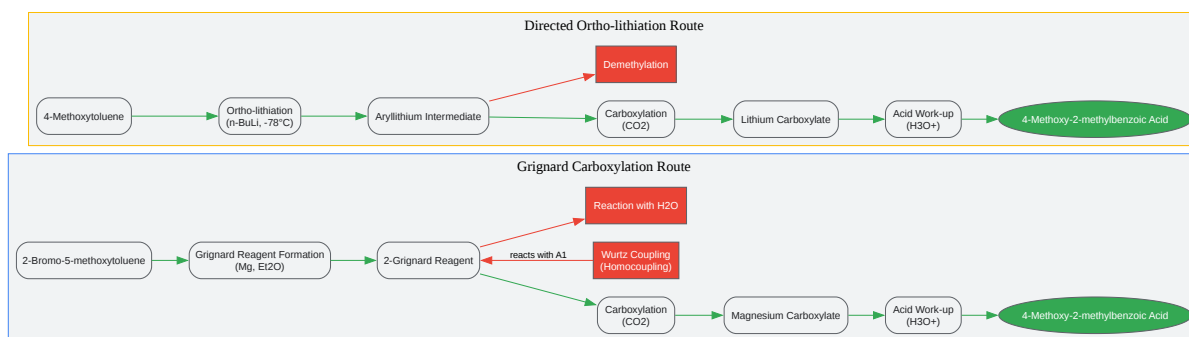 Directed Ortho-lithiation Route
Demethylation
4-Methoxytoluene
Ortho-lithiation
(n-BuLi, -78°C)
Aryllithium Intermediate
Carboxylation
(CO2)
Lithium Carboxylate
Acid Work-up
(H3O+)
4-Methoxy-2-methylbenzoic Acid
Grignard Carboxylation Route
Reaction with H2O
2-Bromo-5-methoxytoluene
Grignard Reagent Formation
(Mg, Et2O)
2-Grignard Reagent
reacts with A1
Wurtz Coupling
(Homocoupling)
Carboxylation
(CO2)
Magnesium Carboxylate
Acid Work-up
(H3O+)
4-Methoxy-2-methylbenzoic Acid